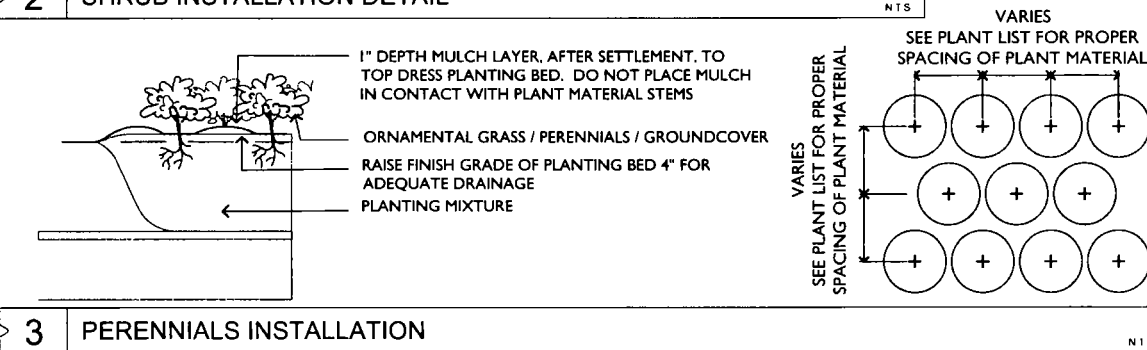 2 SHRUB INSTALLATION DETAIL
NTS
1" DEPTH MULCH LAYER, AFTER SETTLEMENT, TO
TOP DRESS PLANTING BED. DO NOT PLACE MULCH
IN CONTACT WITH PLANT MATERIAL STEMS
ORNAMENTAL GRASS / PERENNIALS / GROUNDCOVER
RAISE FINISH GRADE OF PLANTING BED 4" FOR
ADEQUATE DRAINAGE
PLANTING MIXTURE
VARIES
SEE PLANT LIST FOR PROPER
SPACING OF PLANT MATERIAL
VARIES
SEE PLANT LIST FOR PROPER
SPACING OF PLANT MATERIAL
3 PERENNIALS INSTALLATION